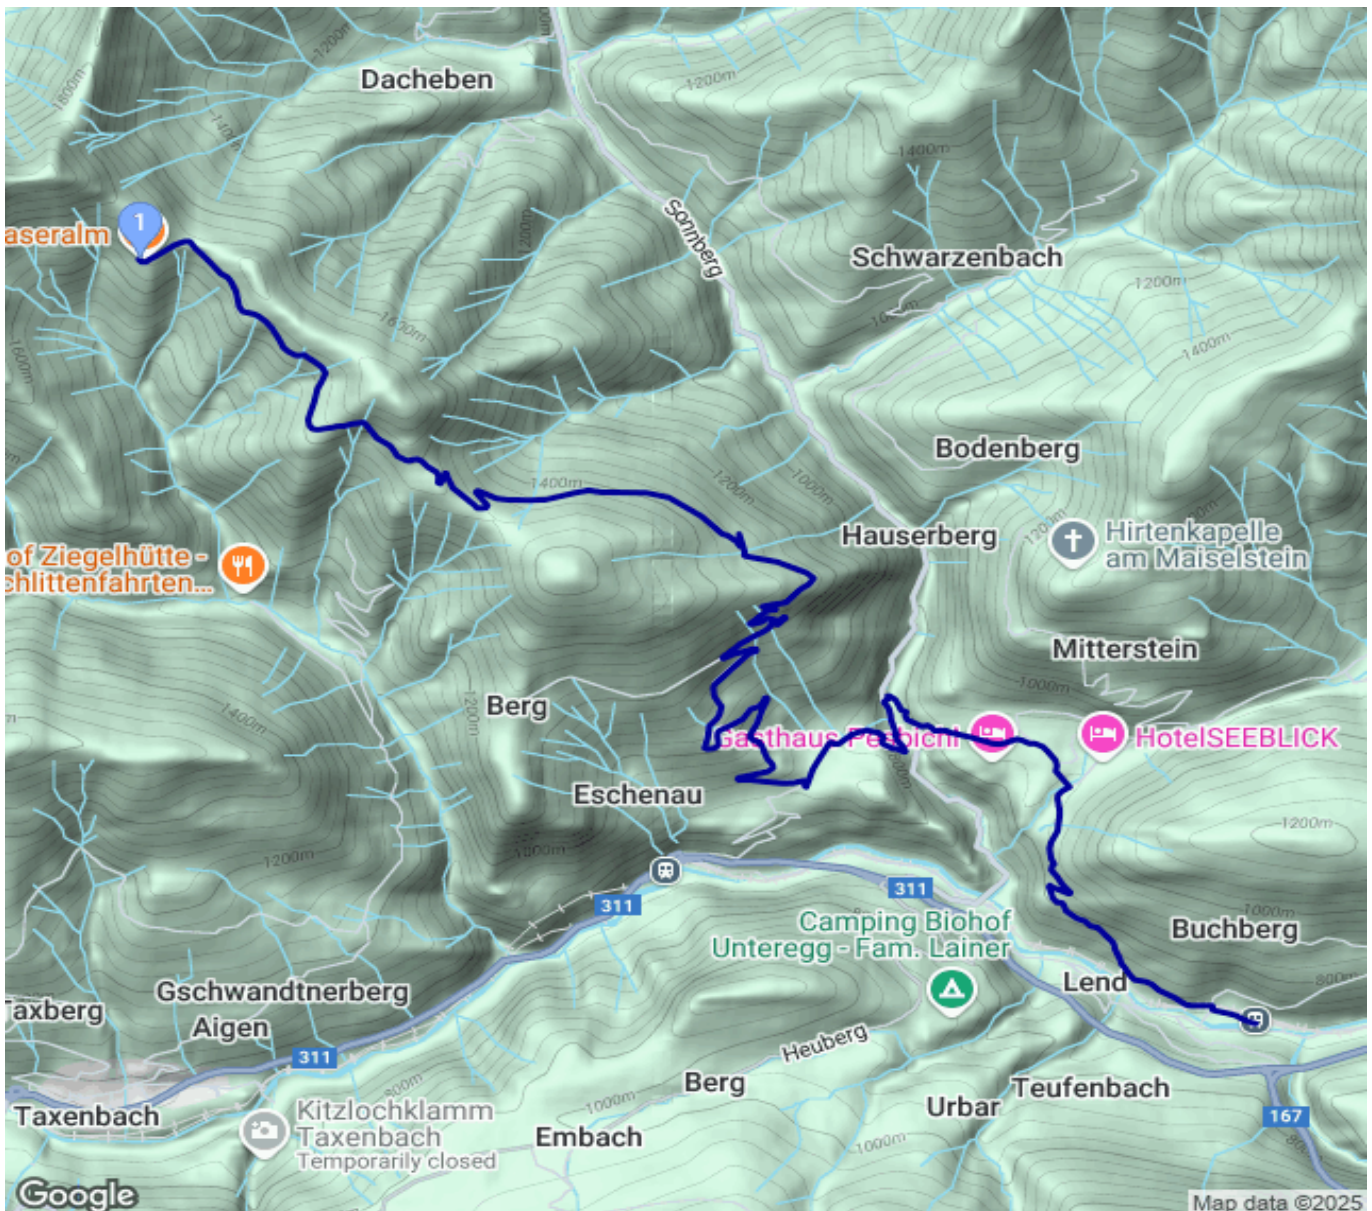 1200m
1800m
Dacheben
1200m
1400m
1400m
Sonnberg
1
aseralm
1200m
Schwarzenbach
1200m
1600m
1600m
1400m
Bodenberg
1400m
1200m
1000m
Hauserberg
Hirtenkapelle
am Maiselstein
of Ziegelhütte -
chlittenfahrten...
Mitterstein
1000m
1400m
1200m
Berg
HotelSEEBLICK
Eschenau
1200m
1200m
311
311
Camping Biohof
Unteregg - Fam. Lainer
1000m
Buchberg
800m
Lend
Gschwandtnerberg
Taxberg
Aigen
Heuberg
311
800m
Berg
Teufenbach
1000m
Urbar
Kitzlochklamm
Taxenbach
Temporarily closed
Taxenbach
167
Embach
1000m
Google
Map data ©2025